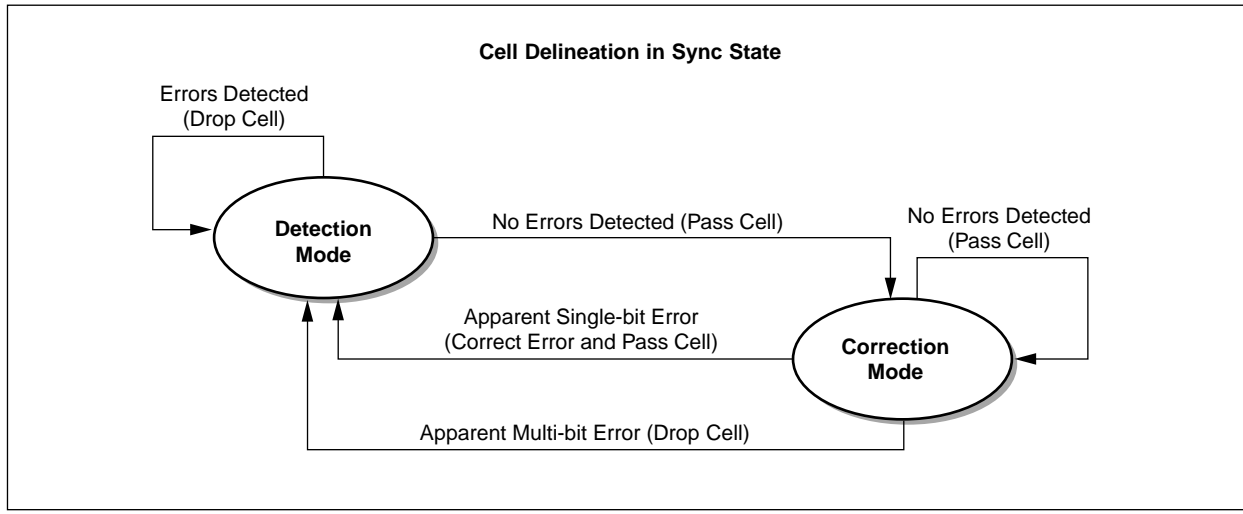 Cell Delineation in Sync State
Errors Detected
(Drop Cell)
Detection
Mode
No Errors Detected (Pass Cell)
No Errors Detected
(Pass Cell)
Apparent Single-bit Error
(Correct Error and Pass Cell)
Correction
Mode
Apparent Multi-bit Error (Drop Cell)